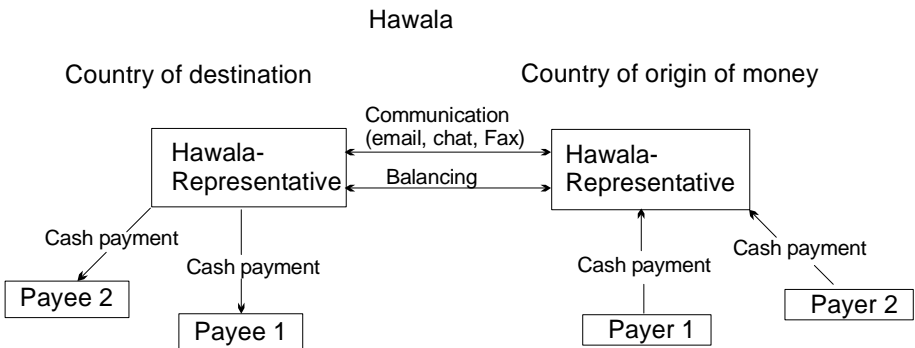 Hawala
Country of destination
Country of origin of money
Communication
(email, chat, Fax)
Hawala-
Representative
Balancing
Hawala-
Representative
Cash payment
Cash payment
Cash payment
Cash payment
Payee 2
Payee 1
Payer 1
Payer 2